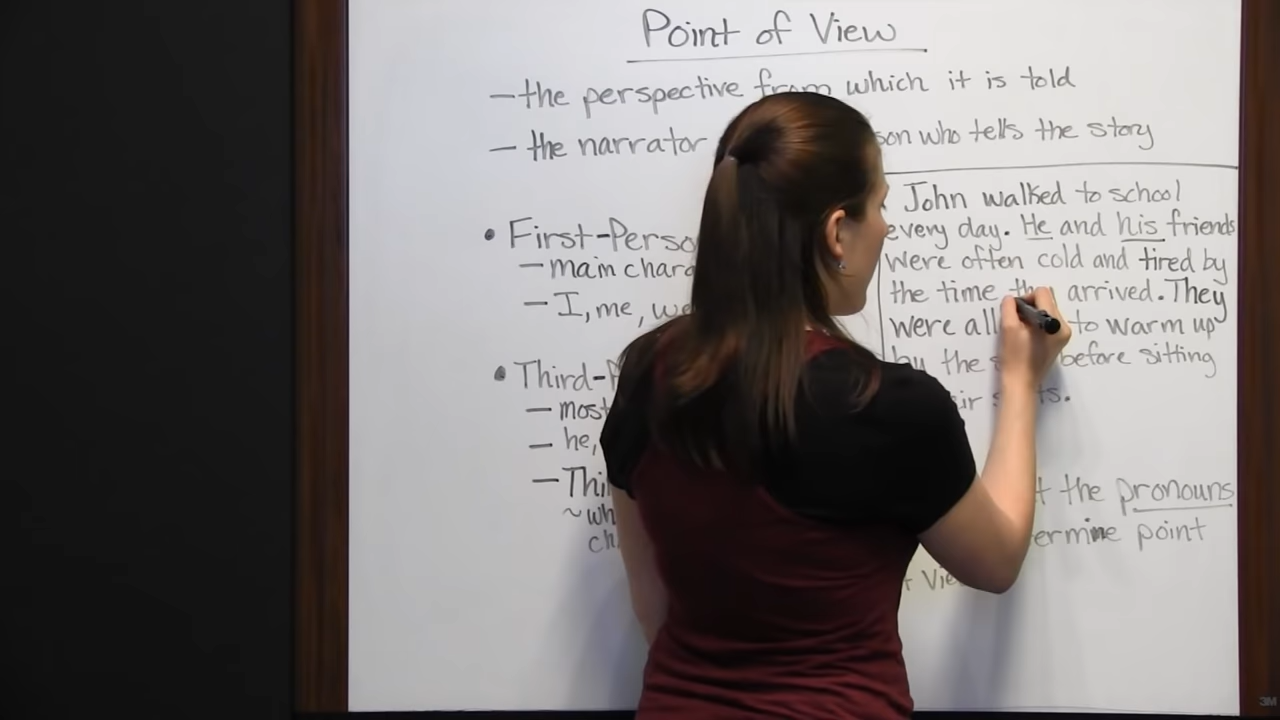 Point of View
— the perspective from which it is told
— the narrator son who tells the story
John walked to school
every day. He and his friends
were often cold and tired by
the time arrived. They
were all to warm up
by the before sitting
ts.
• First-Perso
— main chara
— I, me, we
• Third-P
— most
— he,
— Thi
~ wh
ch
t the pronouns
ermine point
Vie
3M